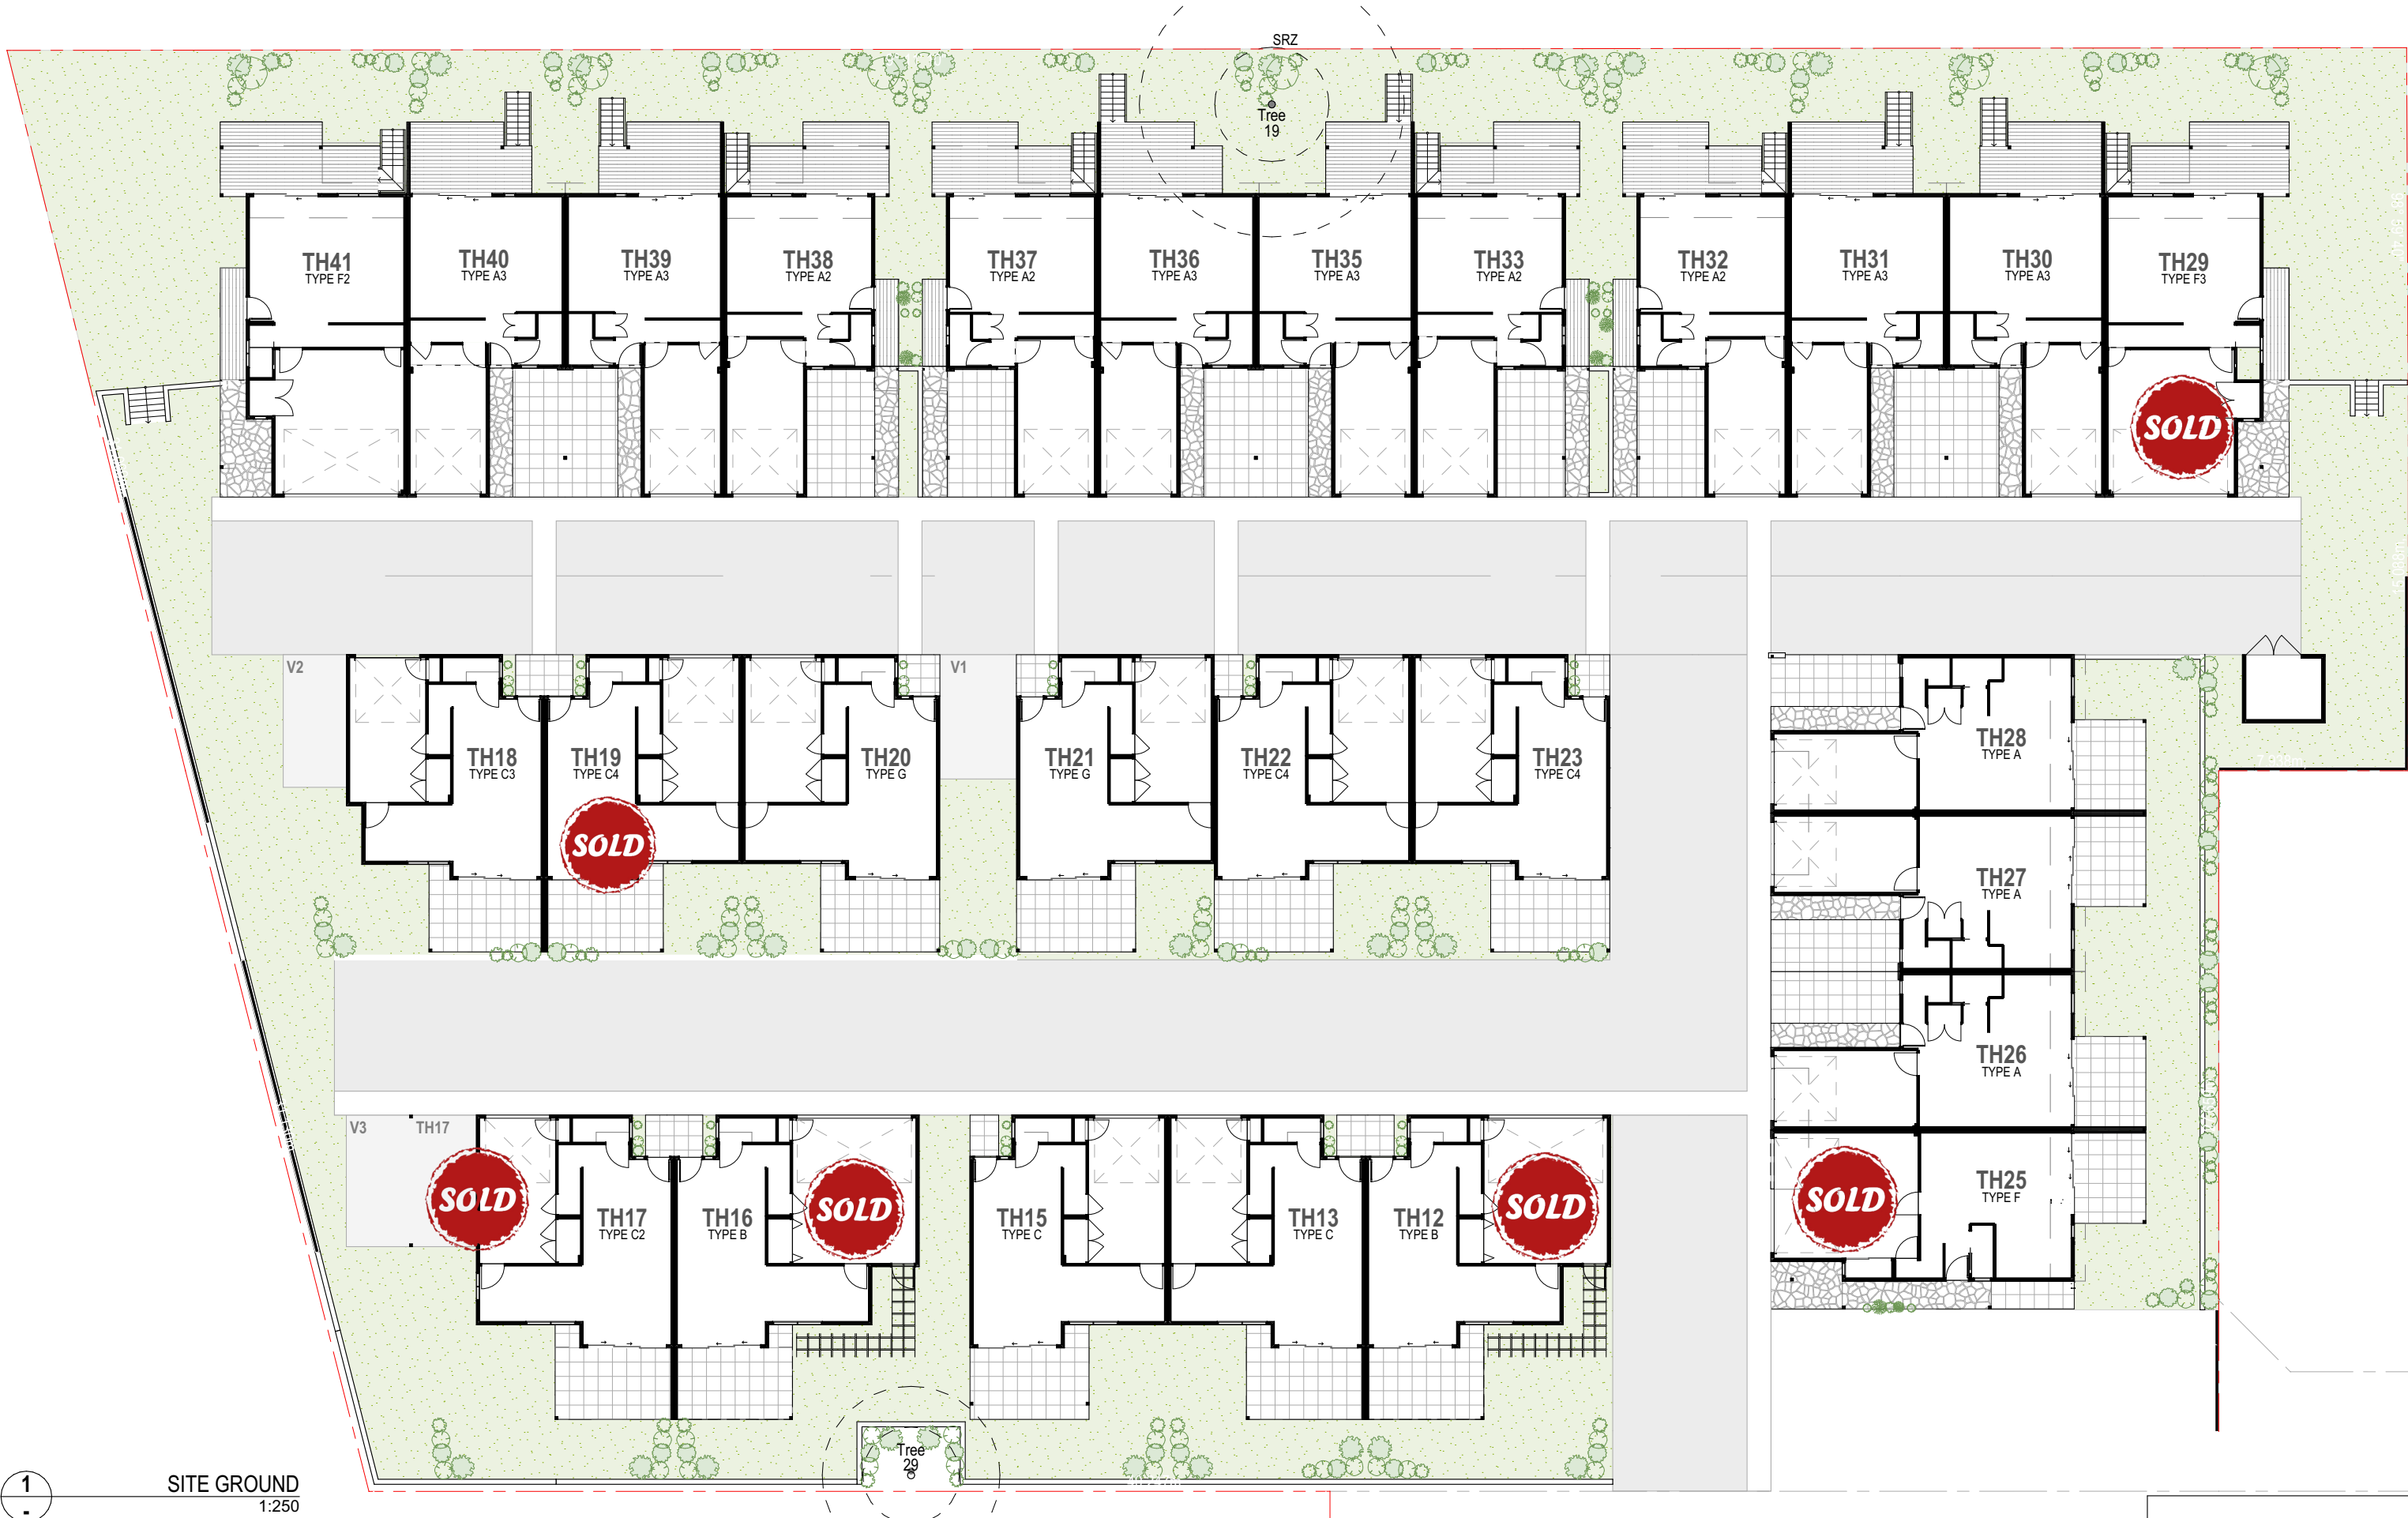 SRZ
Tree
19
TH41
TYPE F2
TH40
TYPE A3
TH39
TYPE A3
TH38
TYPE A2
TH37
TYPE A2
TH36
TYPE A3
TH35
TYPE A3
TH33
TYPE A2
TH32
TYPE A2
TH31
TYPE A3
TH30
TYPE A3
TH29
TYPE F3
SOLD
V2
V1
TH18
TYPE C3
TH19
TYPE C4
SOLD
TH20
TYPE G
TH21
TYPE G
TH22
TYPE C4
TH23
TYPE C4
TH28
TYPE A
TH27
TYPE A
TH26
TYPE A
TH25
TYPE F
SOLD
V3
TH17
SOLD
TH17
TYPE C2
TH16
TYPE B
SOLD
TH15
TYPE C
TH13
TYPE C
TH12
TYPE B
SOLD
Tree
29
1
-
SITE GROUND
1:250